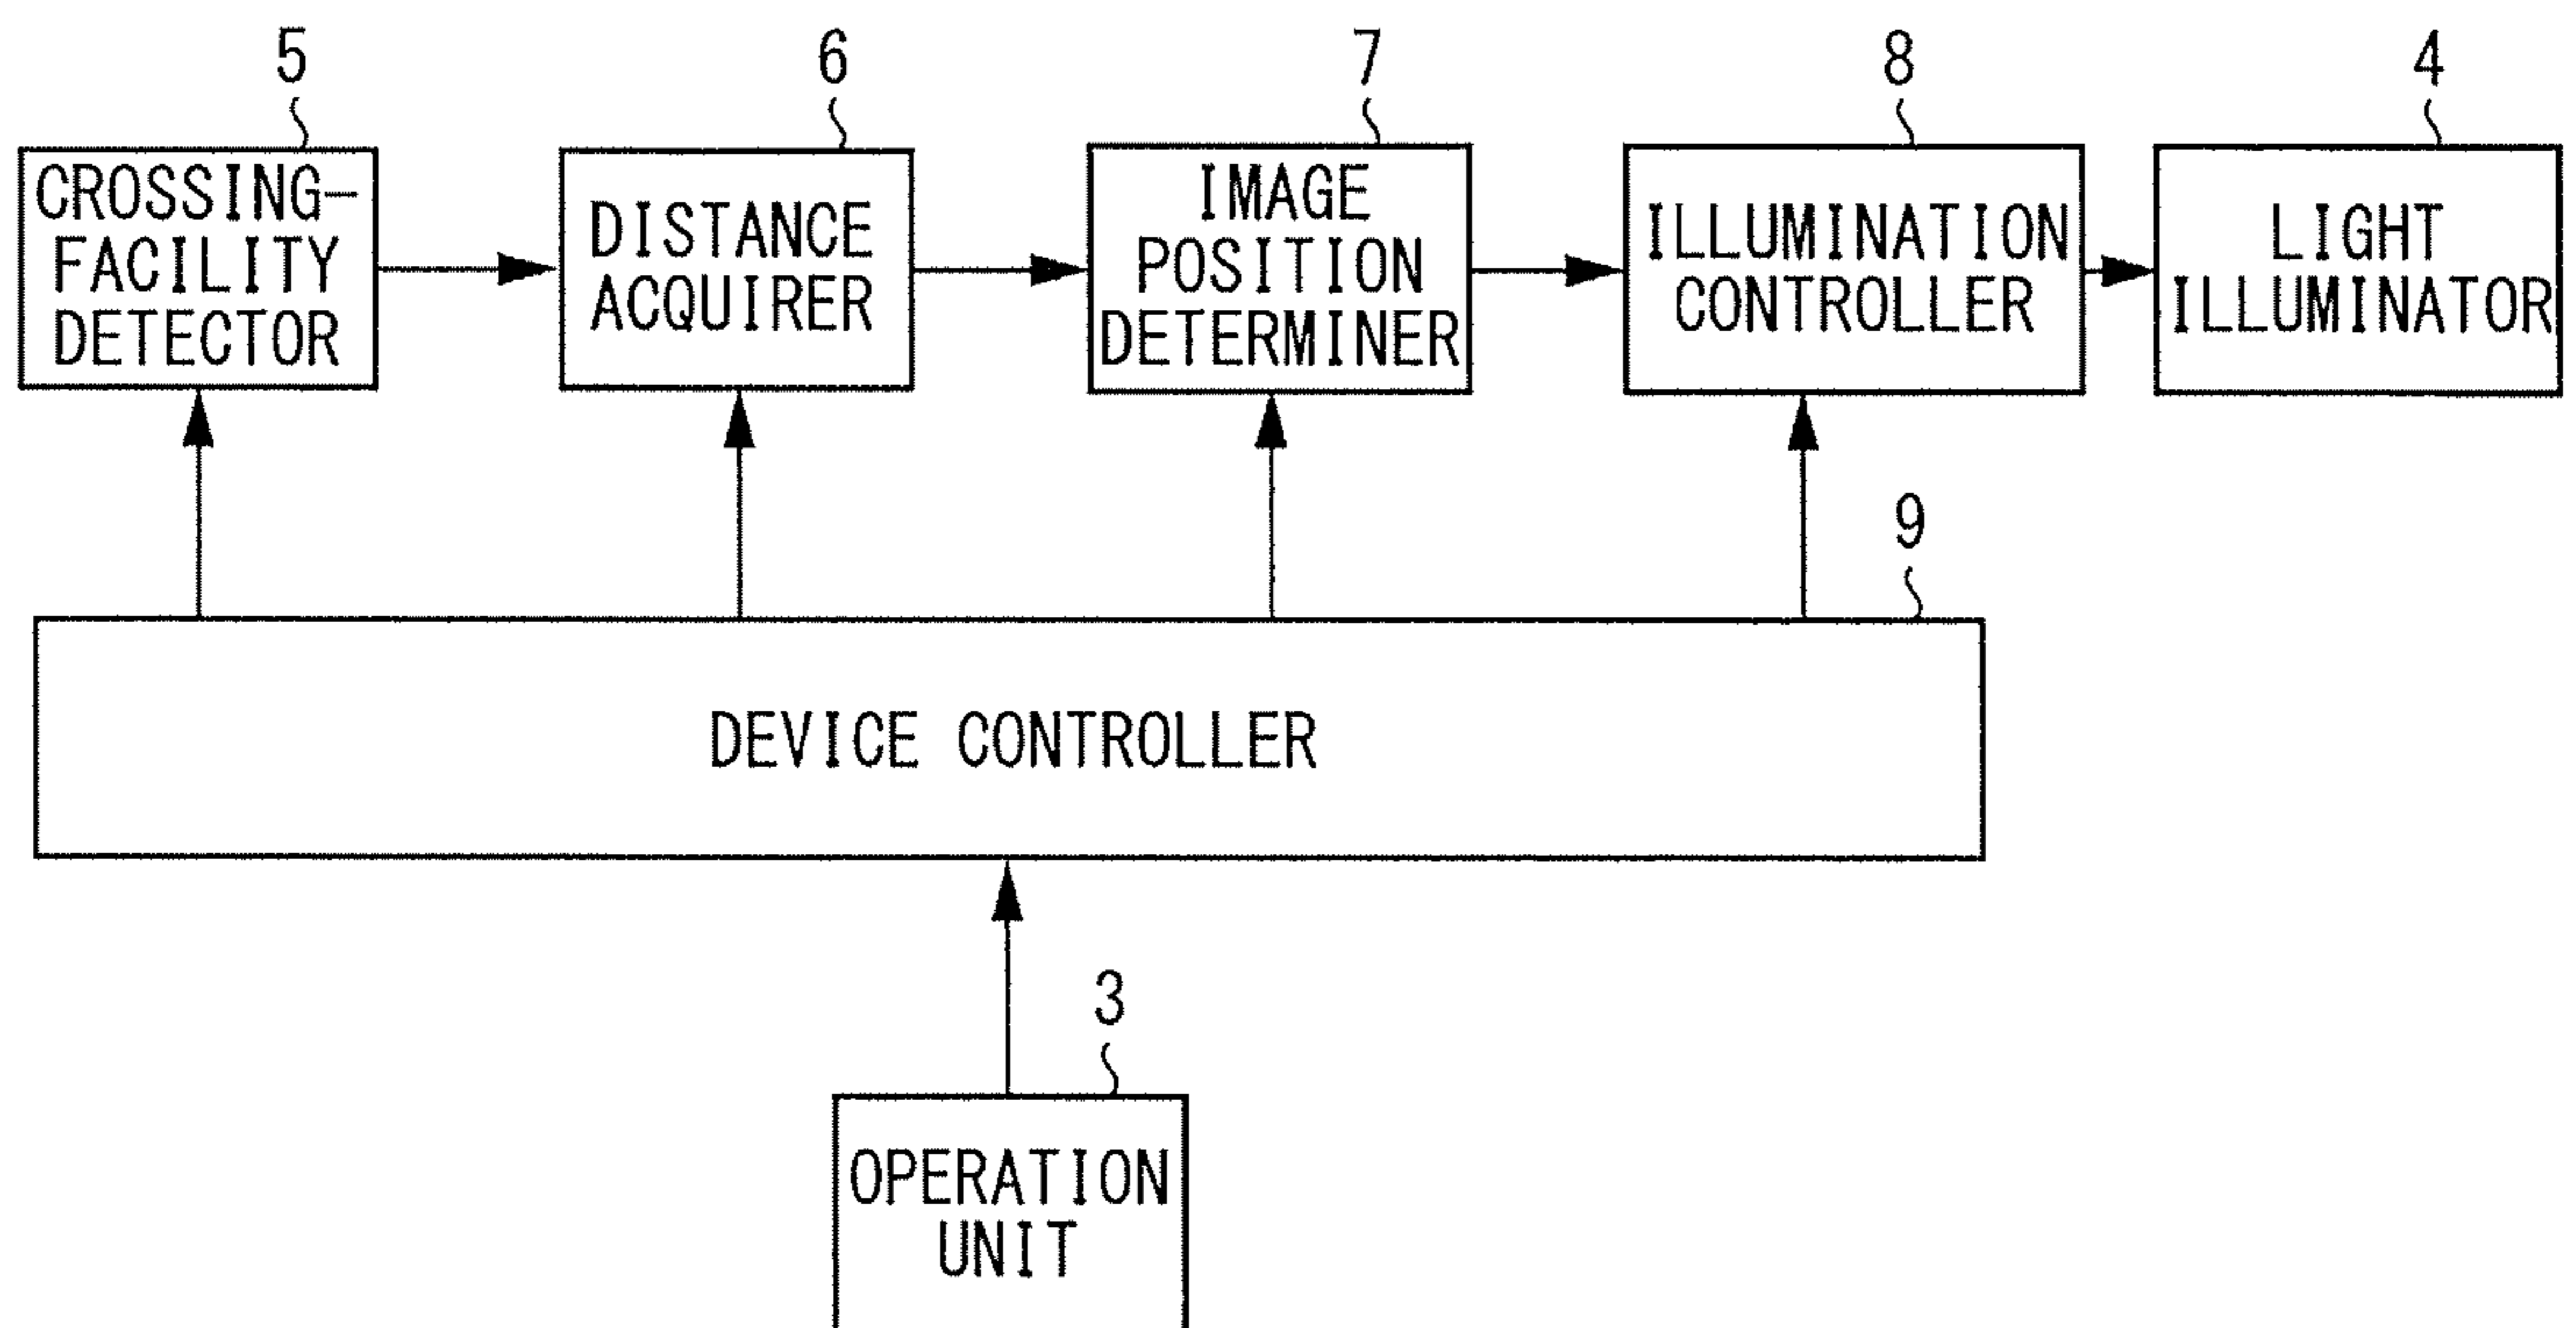 5
6
7
8
4
CROSSING-
FACILITY
DETECTOR
DISTANCE
ACQUIRER
IMAGE
POSITION
DETERMINER
ILLUMINATION
CONTROLLER
LIGHT
ILLUMINATOR
9
DEVICE CONTROLLER
3
OPERATION
UNIT